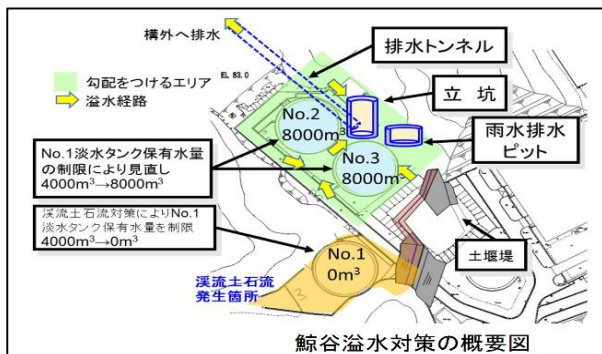 構外へ排水
排水トンネル
勾配をつけるエリア
溢水経路
EL 83.0
立 坑
No.2
8000m³
雨水排水
ピット
No.1淡水タンク保有水量
の制限により見直し
4000m³→8000m³
No.3
8000m³
渓流土石流対策によりNo.1
淡水タンク保有水量を制限
4000m³→0m³
土堰堤
No.1
0m³
渓流土石流
発生箇所
鯨谷溢水対策の概要図